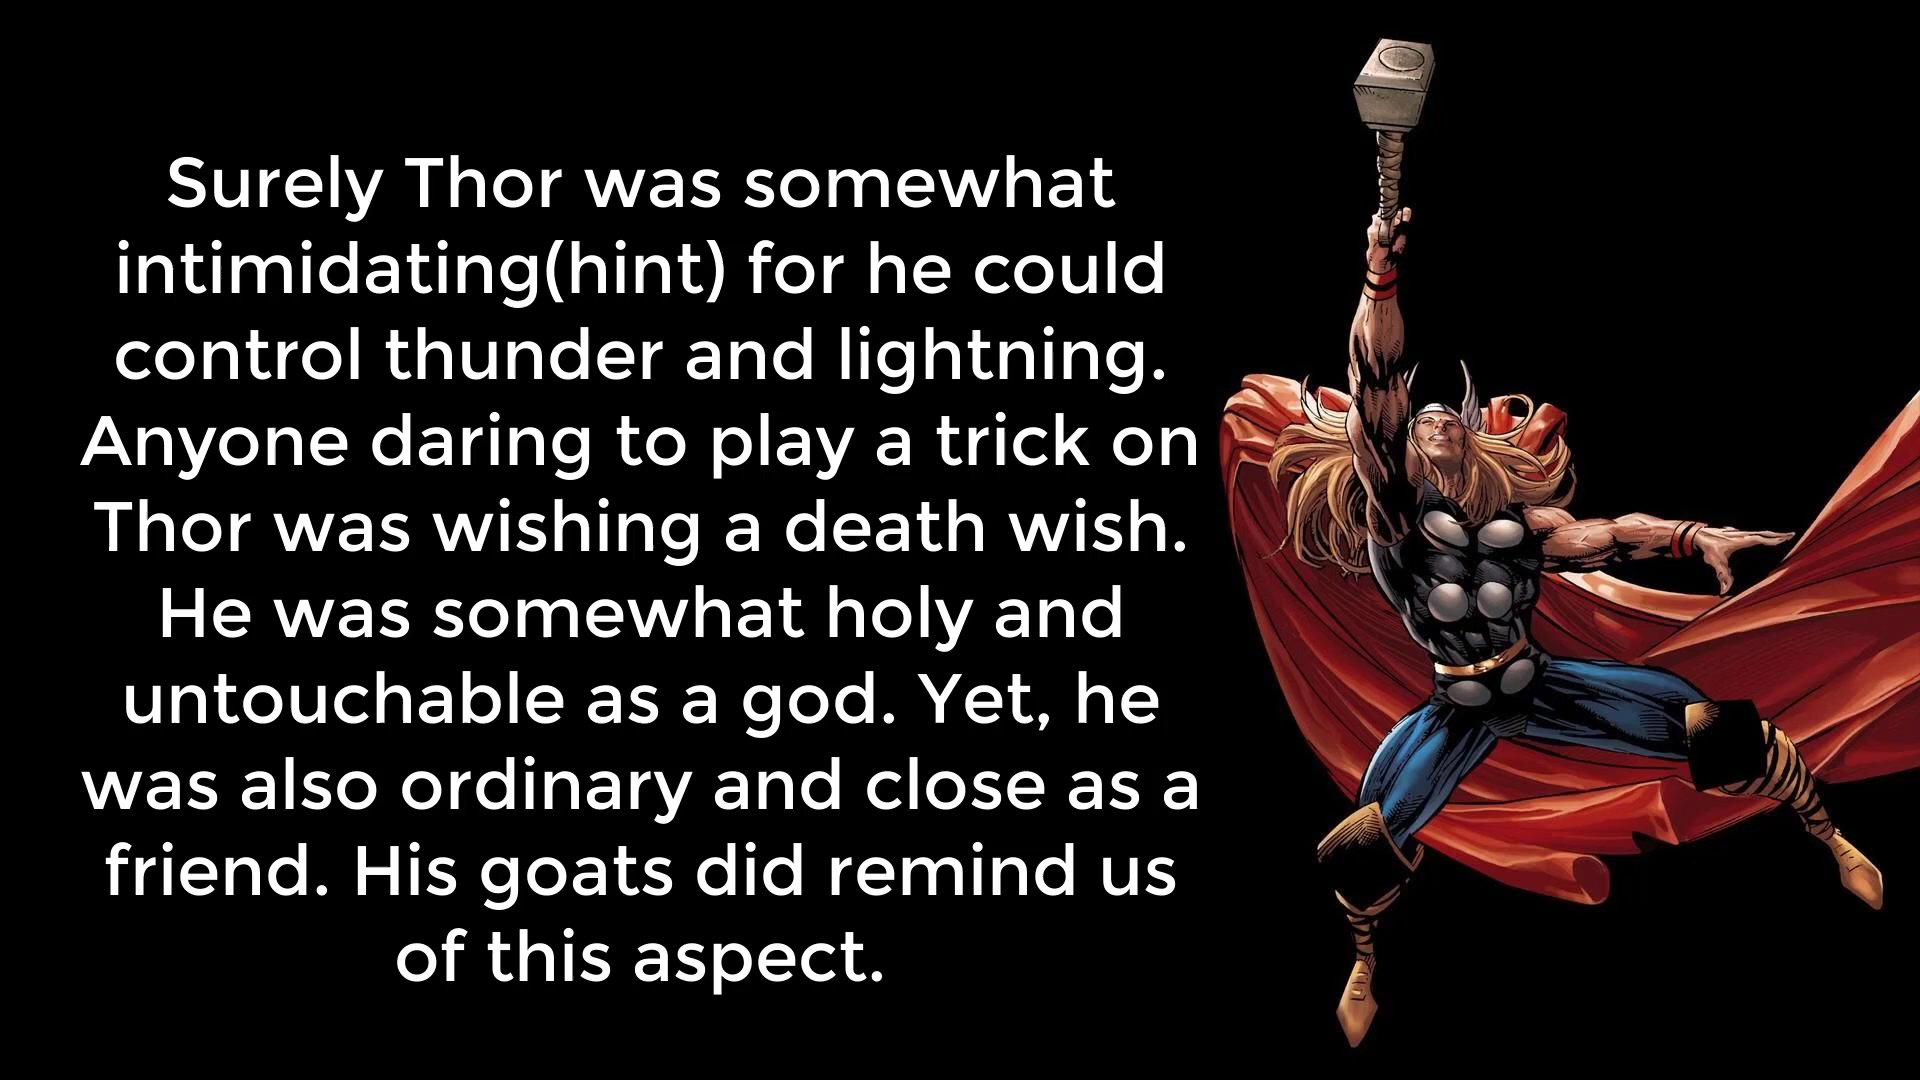 Surely Thor was somewhat
intimidating(hint) for he could
control thunder and lightning.
Anyone daring to play a trick on
Thor was wishing a death wish.
He was somewhat holy and
untouchable as a god. Yet, he
was also ordinary and close as a
friend. His goats did remind us
of this aspect.